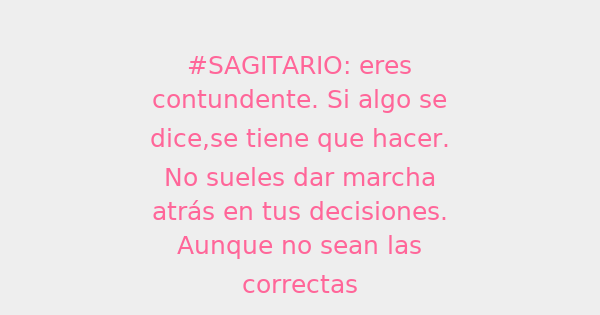 #SAGITARIO: eres
contundente. Si algo se
dice,se tiene que hacer.
No sueles dar marcha
atrás en tus decisiones.
Aunque no sean las
correctas